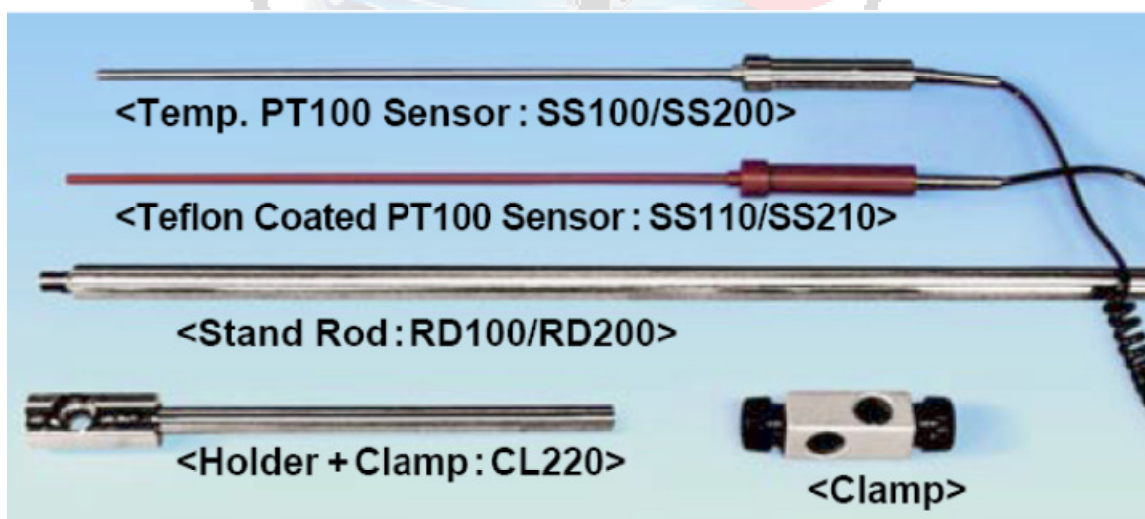 <Temp. PT100 Sensor : SS100/SS200>
<Teflon Coated PT100 Sensor : SS110/SS210>
<Stand Rod : RD100/RD200>
<Holder + Clamp : CL220>
<Clamp>